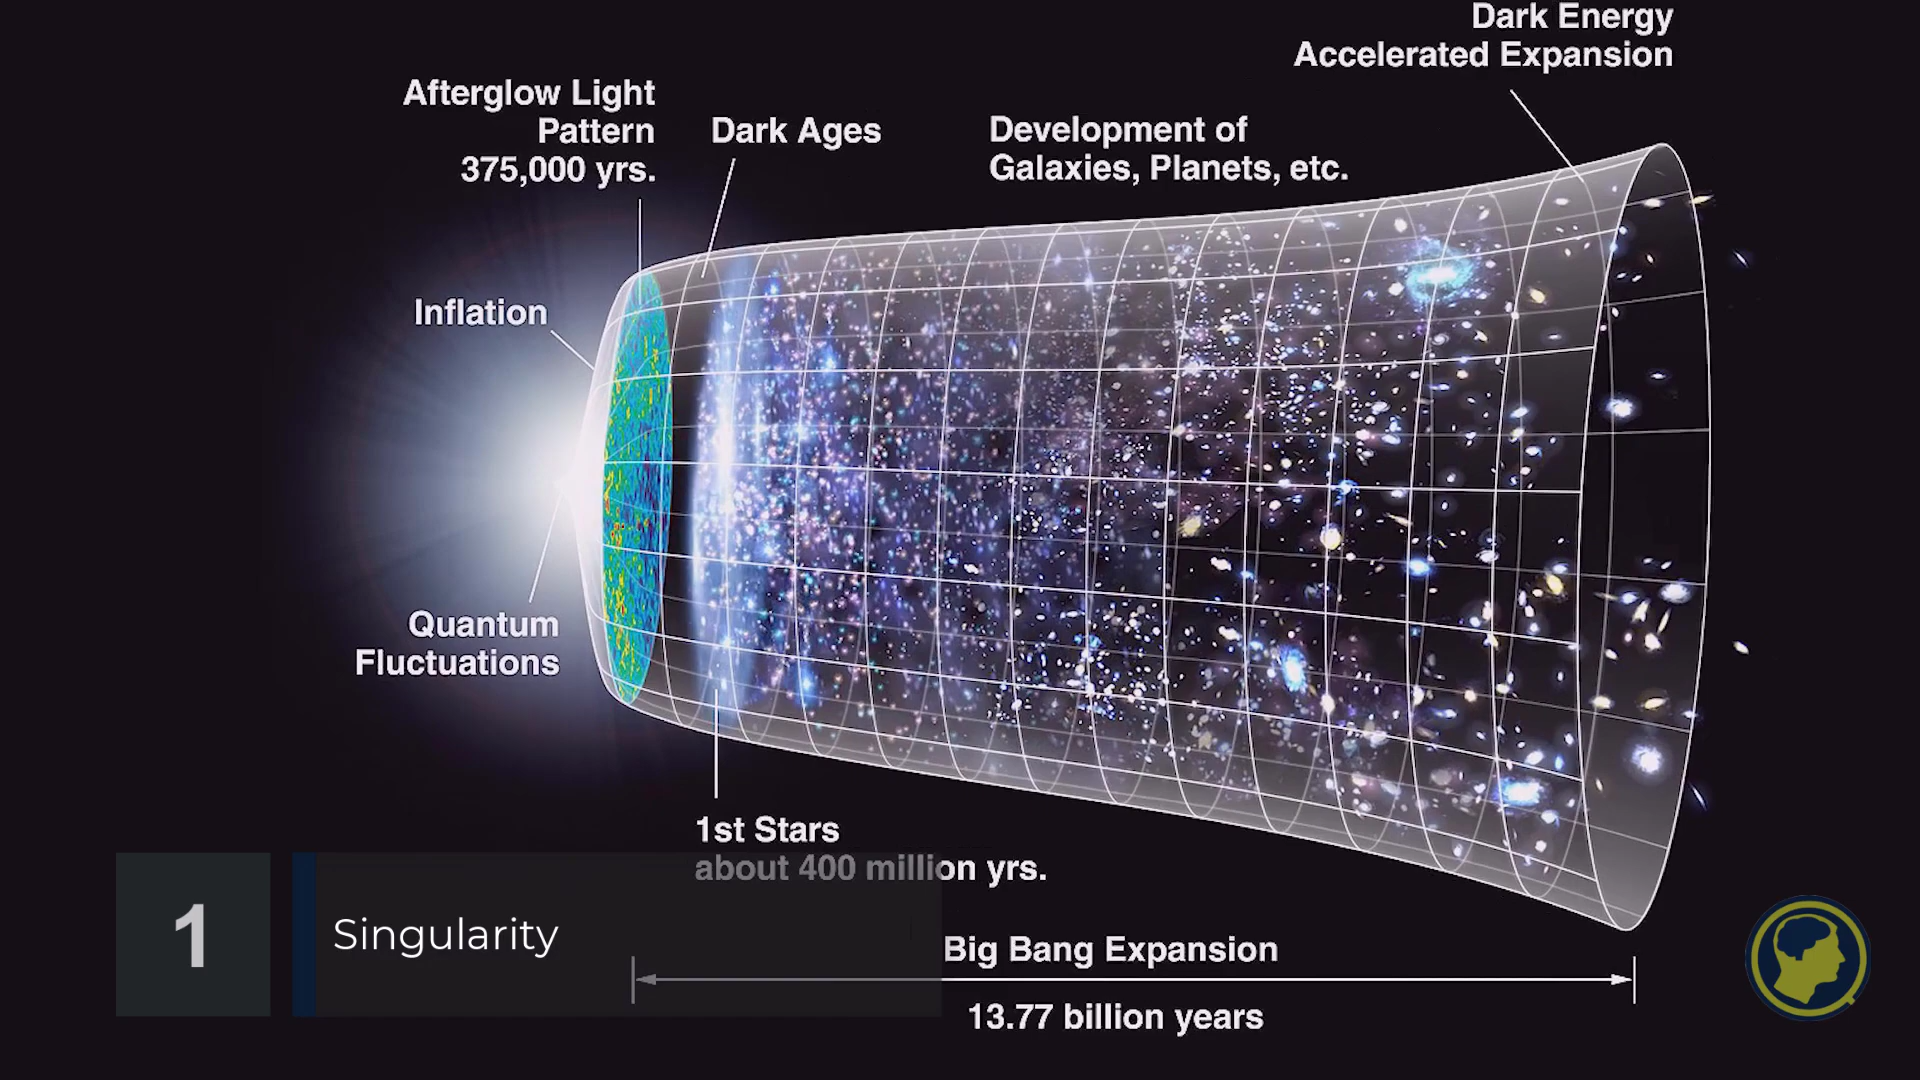 Dark Energy
Accelerated Expansion
Afterglow Light
Pattern
375,000 yrs.
Dark Ages
Development of
Galaxies, Planets, etc.
Inflation
Quantum
Fluctuations
1st Stars
about 400 million yrs.
1
Singularity
Big Bang Expansion
13.77 billion years